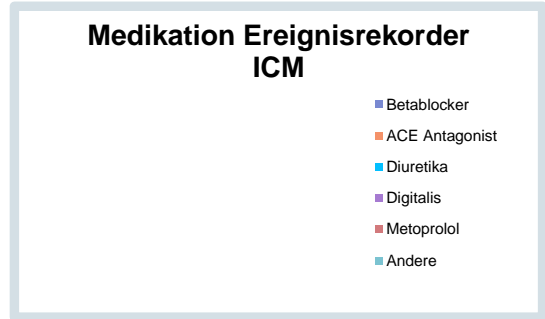 Medikation Ereignisrekorder
ICM
Betablocker
ACE Antagonist
Diuretika
Digitalis
Metoprolol
Andere